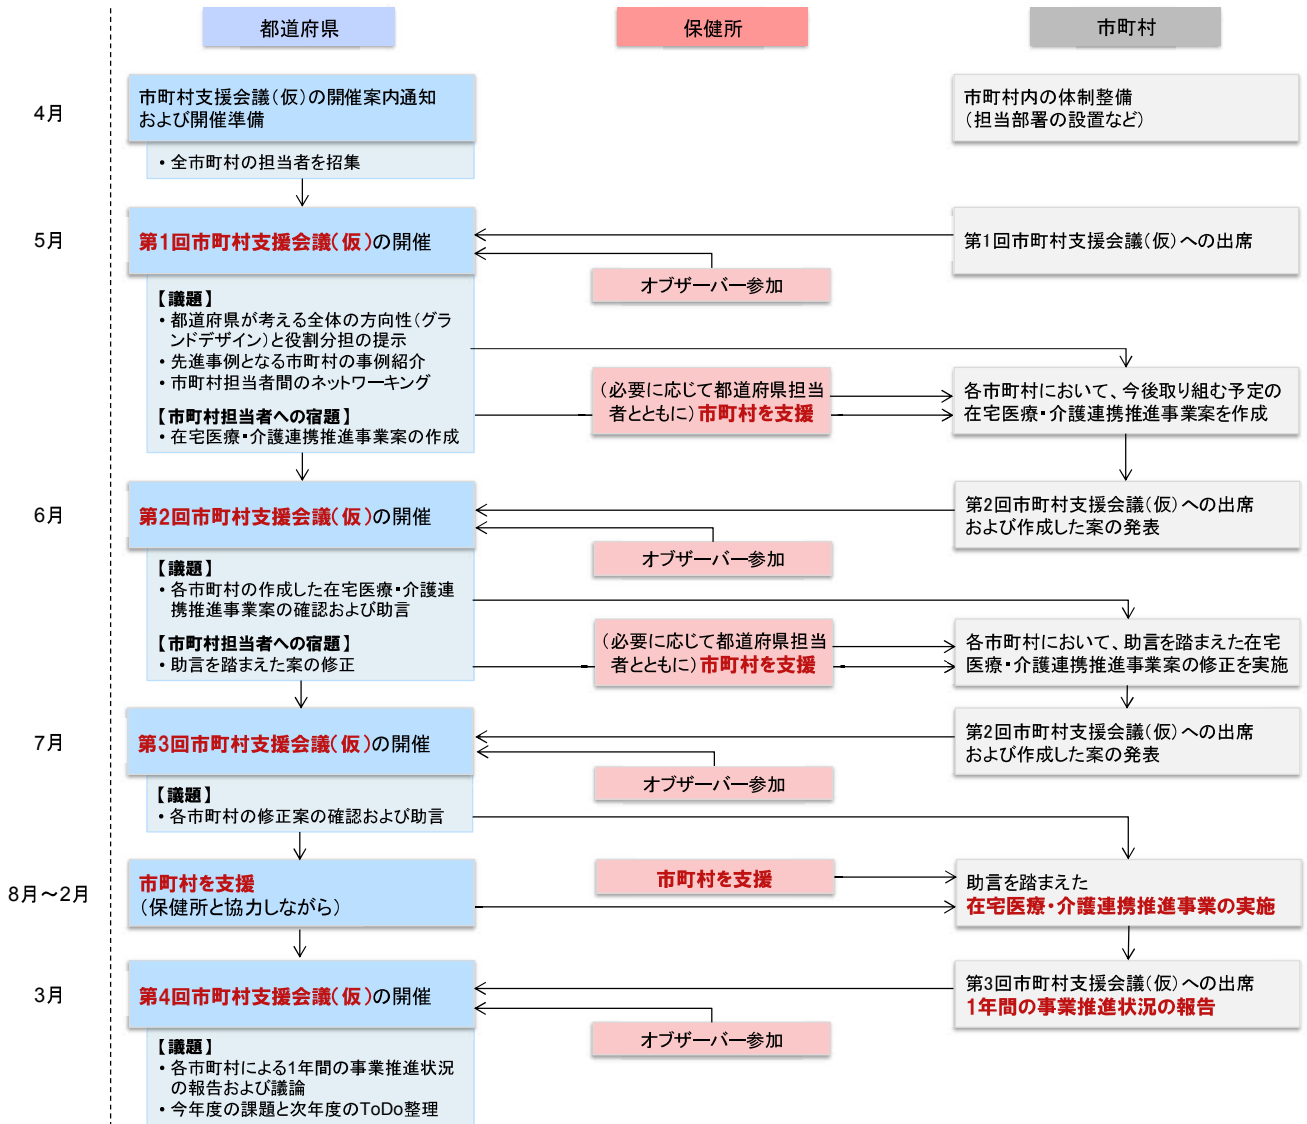 都道府県
保健所
市町村
4月
市町村支援会議(仮)の開催案内通知
および開催準備
・全市町村の担当者を招集
市町村内の体制整備
(担当部署の設置など)
5月
第1回市町村支援会議(仮)の開催
第1回市町村支援会議(仮)への出席
オブザーバー参加
【議題】
・都道府県が考える全体の方向性(グラ
ンドデザイン)と役割分担の提示
・先進事例となる市町村の事例紹介
・市町村担当者間のネットワーキング
【市町村担当者への宿題】
・在宅医療・介護連携推進事業案の作成
(必要に応じて都道府県担当
者とともに)市町村を支援
各市町村において、今後取り組む予定の
在宅医療・介護連携推進事業案を作成
6月
第2回市町村支援会議(仮)の開催
第2回市町村支援会議(仮)への出席
および作成した案の発表
オブザーバー参加
【議題】
・各市町村の作成した在宅医療・介護連
携推進事業案の確認および助言
【市町村担当者への宿題】
・助言を踏まえた案の修正
(必要に応じて都道府県担当
者とともに)市町村を支援
各市町村において、助言を踏まえた在宅
医療・介護連携推進事業案の修正を実施
7月
第3回市町村支援会議(仮)の開催
第2回市町村支援会議(仮)への出席
および作成した案の発表
オブザーバー参加
【議題】
・各市町村の修正案の確認および助言
8月～2月
市町村を支援
(保健所と協力しながら)
市町村を支援
助言を踏まえた
在宅医療・介護連携推進事業の実施
3月
第4回市町村支援会議(仮)の開催
第3回市町村支援会議(仮)への出席
1年間の事業推進状況の報告
オブザーバー参加
【議題】
・各市町村による1年間の事業推進状況
の報告および議論
・今年度の課題と次年度のToDo整理